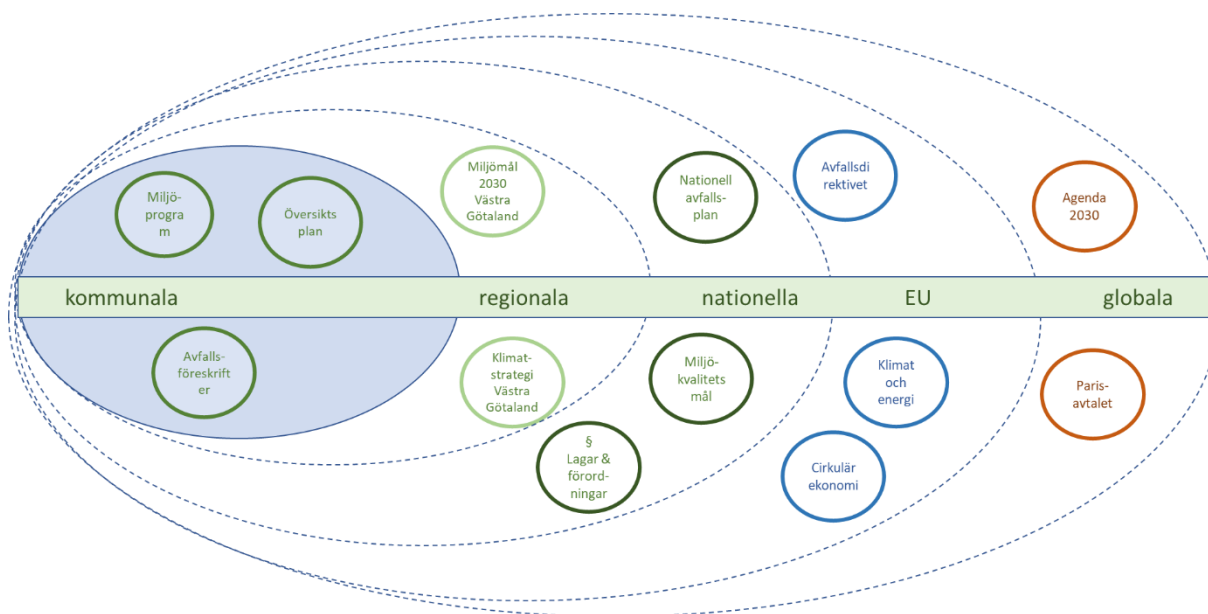 Miljö-
program
m
Översikts
plan
Miljömål
2030
Västra
Götaland
Nationell
avfalls-
plan
Avfallsdi
rektivet
Agenda
2030
kommunala
regionala
nationella
EU
globala
Avfalls-
föreskrift
er
Klimat-
strategi
Västra
Götaland
§
Lagar &
förord-
ningar
Miljö-
kvalitets
mål
Klimat
och
energi
Cirkulär
ekonomi
Paris-
avtalet